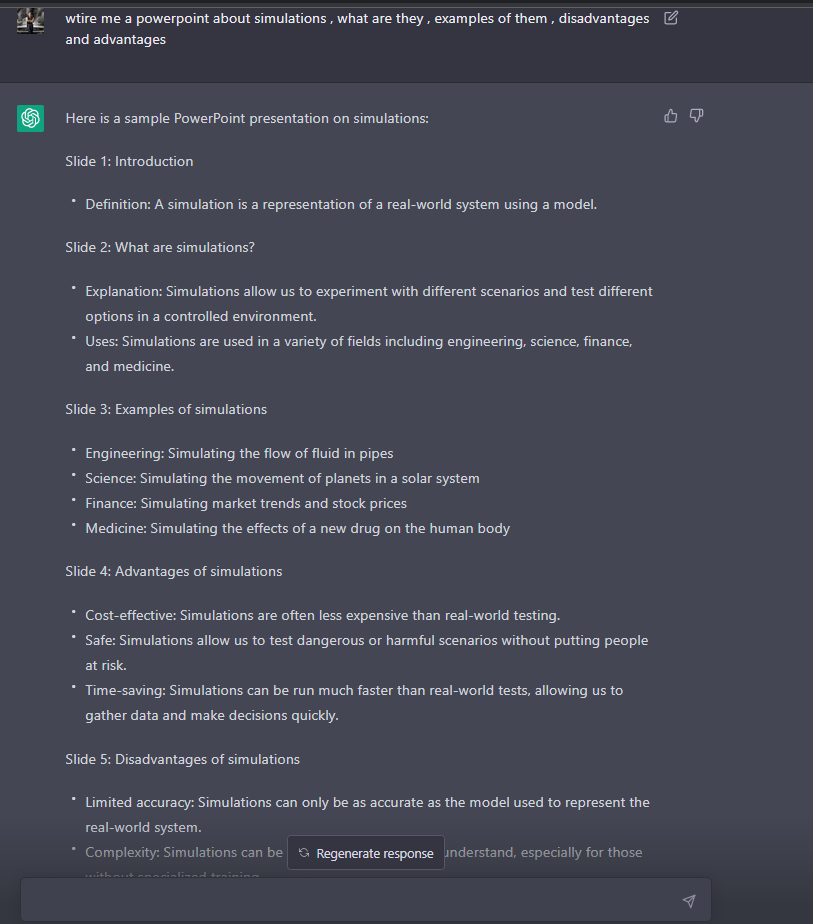 wtire me a powerpoint about simulations , what are they , examples of them , disadvantages
and advantages
Here is a sample PowerPoint presentation on simulations:
Slide 1: Introduction
• Definition: A simulation is a representation of a real-world system using a model.
Slide 2: What are simulations?
• Explanation: Simulations allow us to experiment with different scenarios and test different
options in a controlled environment.
• Uses: Simulations are used in a variety of fields including engineering, science, finance,
and medicine.
Slide 3: Examples of simulations
• Engineering: Simulating the flow of fluid in pipes
• Science: Simulating the movement of planets in a solar system
• Finance: Simulating market trends and stock prices
• Medicine: Simulating the effects of a new drug on the human body
Slide 4: Advantages of simulations
• Cost-effective: Simulations are often less expensive than real-world testing.
• Safe: Simulations allow us to test dangerous or harmful scenarios without putting people
at risk.
• Time-saving: Simulations can be run much faster than real-world tests, allowing us to
gather data and make decisions quickly.
Slide 5: Disadvantages of simulations
• Limited accuracy: Simulations can only be as accurate as the model used to represent the
real-world system.
• Complexity: Simulations can be understand, especially for those
Regenerate response
without specialized training